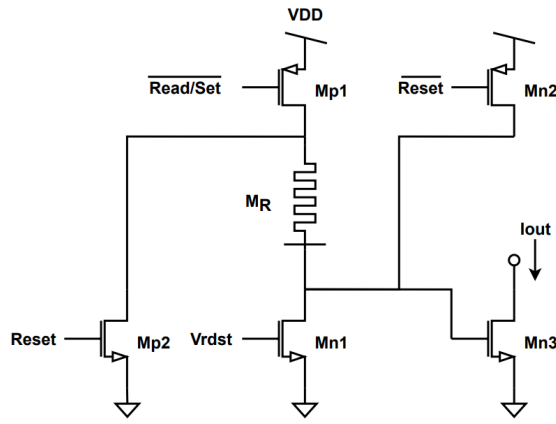 VDD
Read/Set
Mp1
Reset
Mn2
MR
Iout
Reset
Mp2
Vrdst
Mn1
Mn3